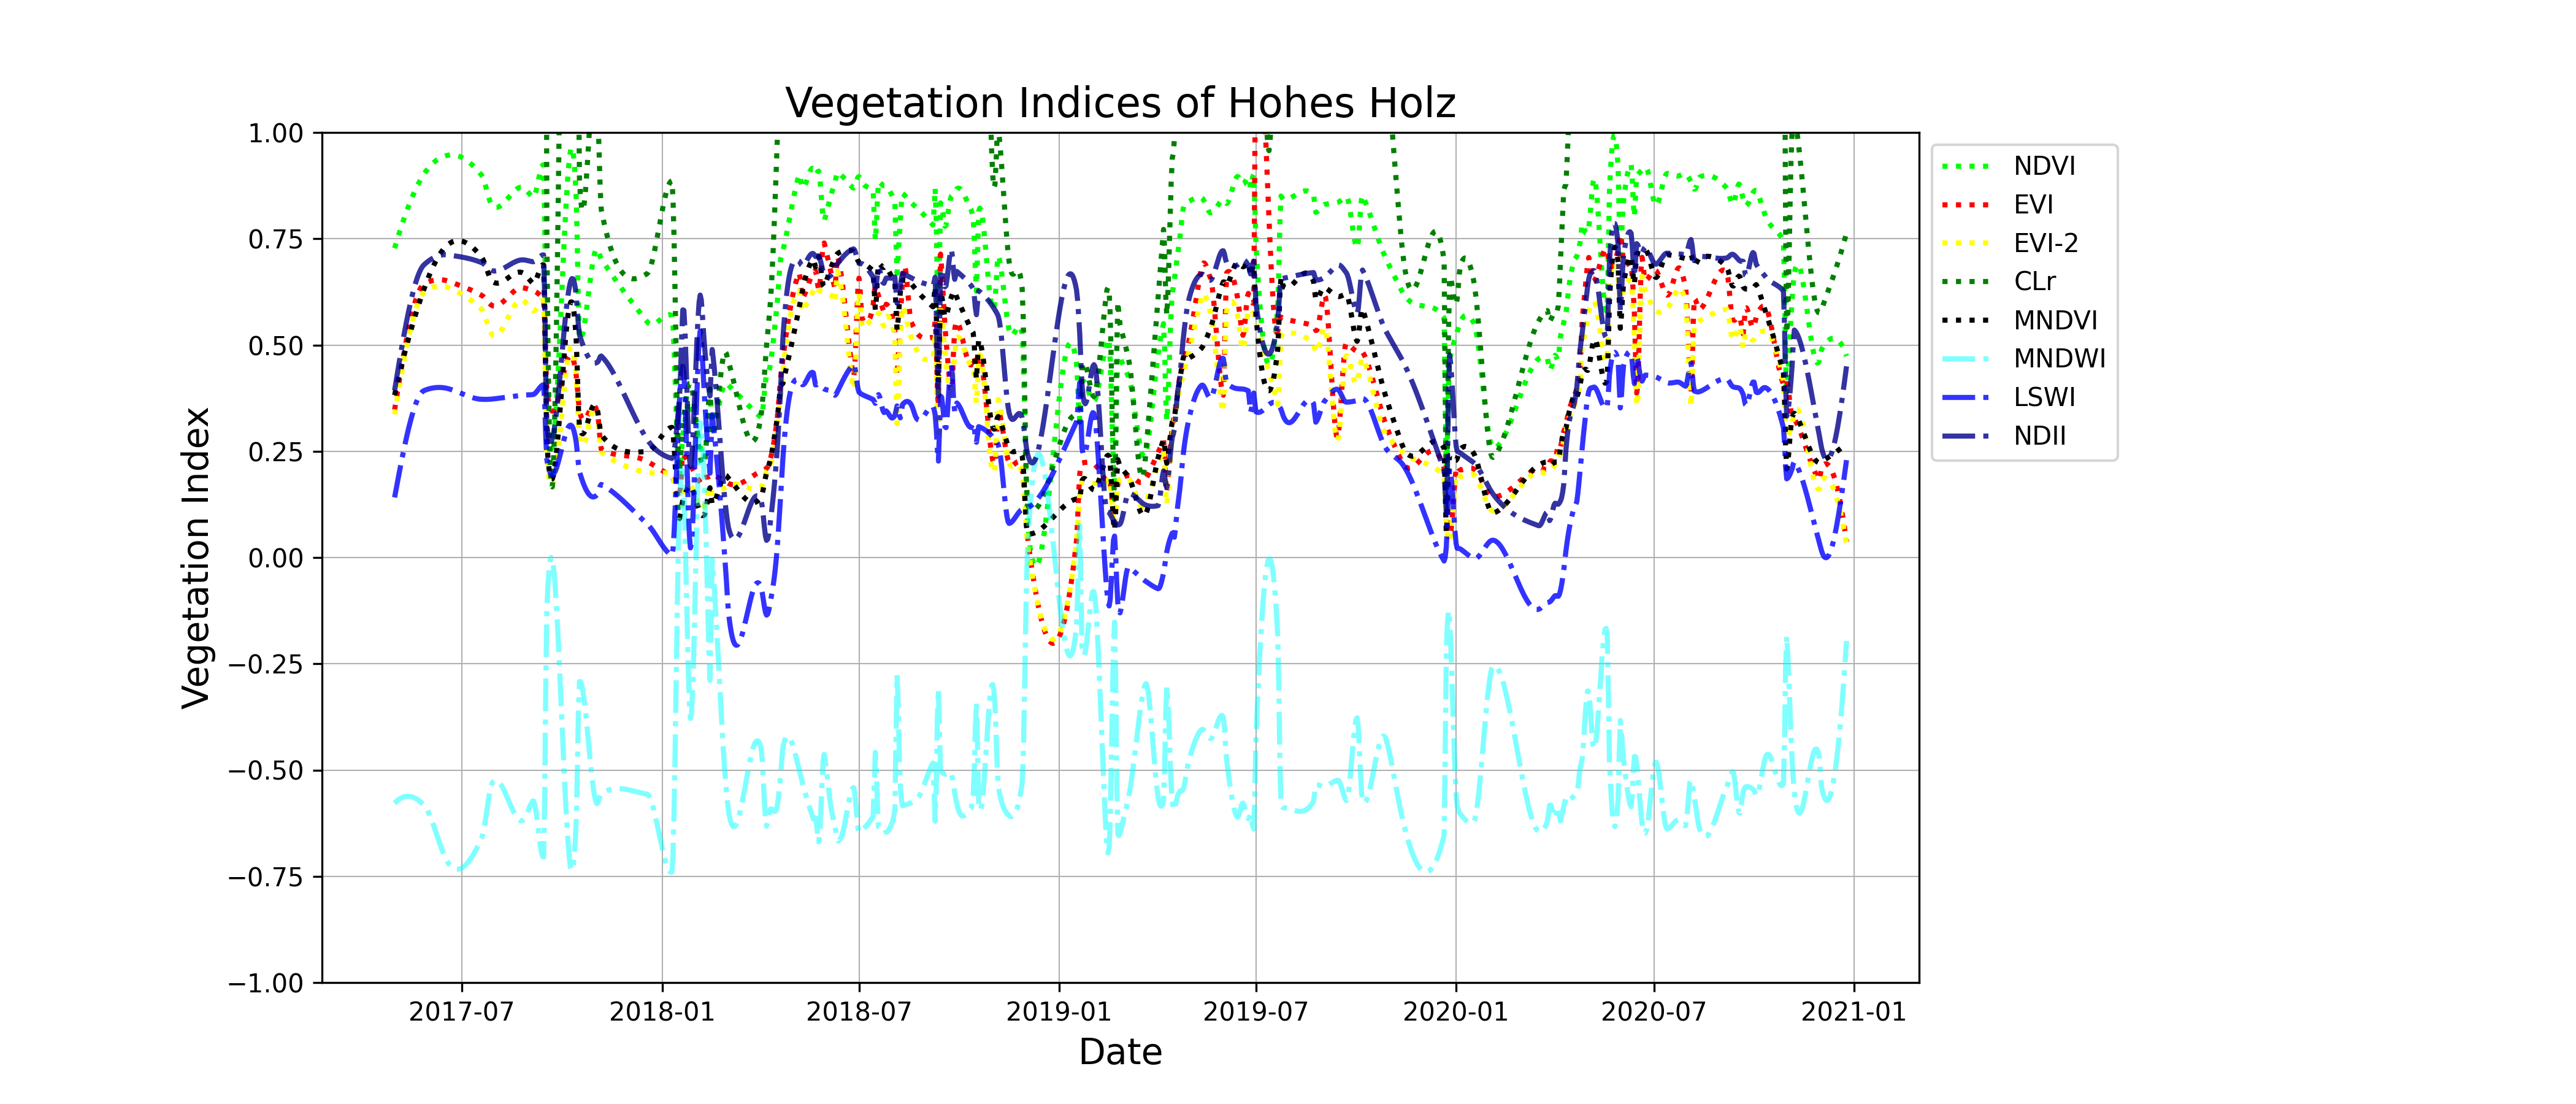 Vegetation Indices of Hohes Holz
Vegetation Index
1.00
0.75
0.50
0.25
0.00
−0.25
−0.50
−0.75
−1.00
2017-07
2018-01
2018-07
2019-01
2019-07
2020-01
2020-07
2021-01
Date
NDVI
EVI
EVI-2
CLr
MNDVI
MNDWI
LSWI
NDII